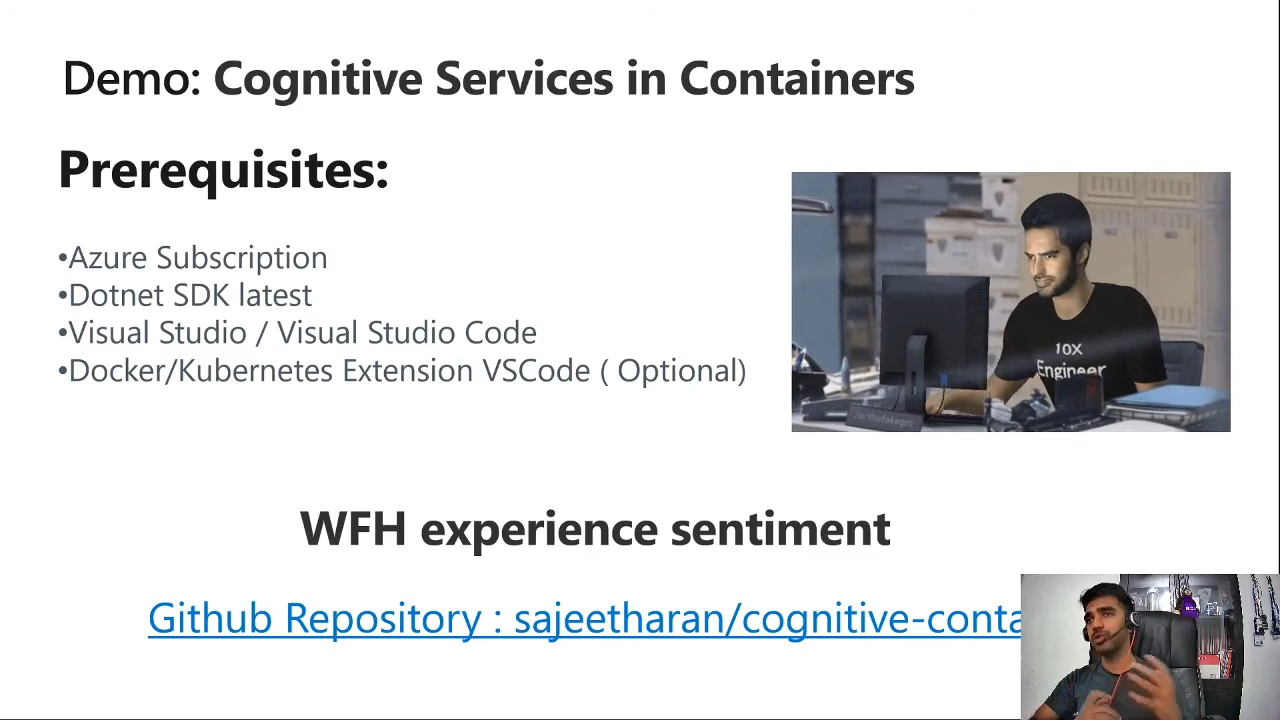 Demo: Cognitive Services in Containers
Prerequisites:
•Azure Subscription
•Dotnet SDK latest
•Visual Studio / Visual Studio Code
•Docker/Kubernetes Extension VSCode ( Optional)
10X
Engineer
WFH experience sentiment
Github Repository : sajeetharan/cognitive-conta